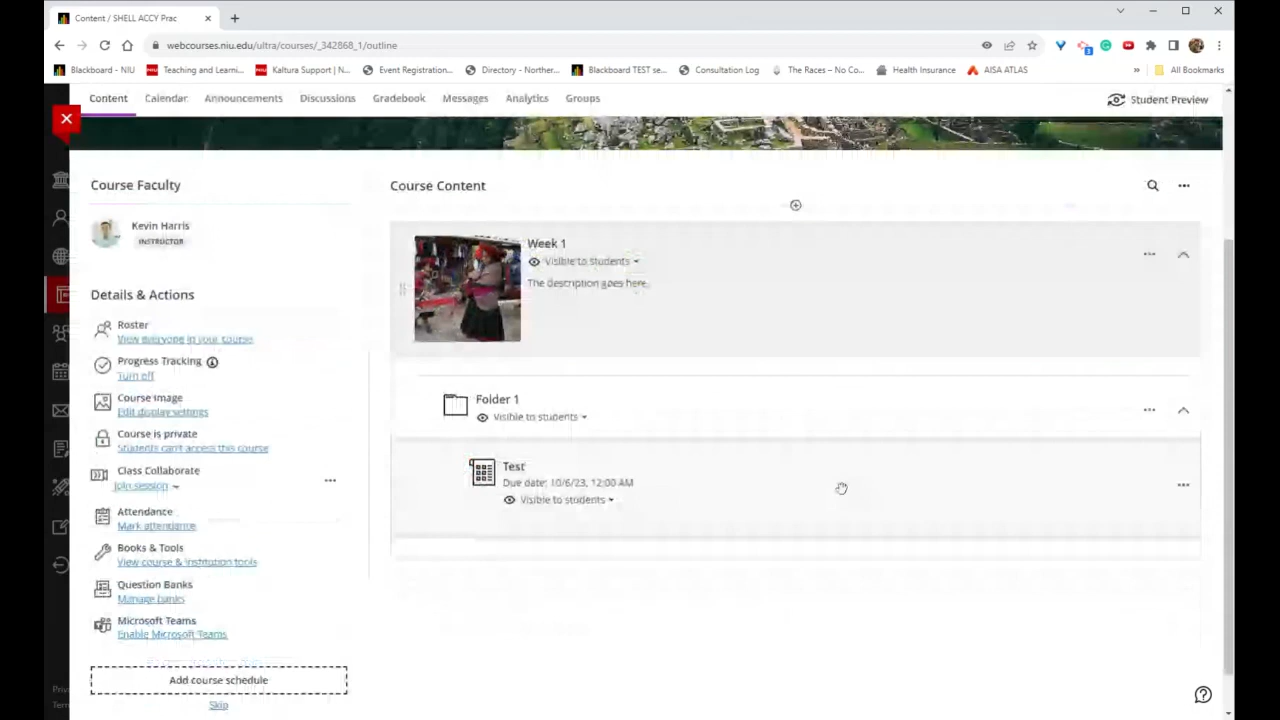 Content / SHELL ACCY Prac
webcourses.niu.edu/ultra/courses/_342868_1/outline
Blackboard - NIU
Teaching and Learni...
Kaltura Support | N...
Event Registration...
Directory - Norther...
Blackboard TEST se...
Consultation Log
The Races – No Co...
Health Insurance
AISA ATLAS
All Bookmarks
Content
Calendar
Announcements
Discussions
Gradebook
Messages
Analytics
Groups
Student Preview
Course Faculty
Kevin Harris
INSTRUCTOR
Details & Actions
Roster
View everyone in your course
Progress Tracking
Turn off
Course image
Edit display settings
Course is private
Students can't access this course
Class Collaborate
Join session
Attendance
Mark attendance
Books & Tools
View course & institution tools
Question Banks
Manage banks
Microsoft Teams
Enable Microsoft Teams
Add course schedule
Skip
Course Content
Week 1
Visible to students
The description goes here.
Folder 1
Visible to students
Test
Due date: 10/6/23, 12:00 AM
Visible to students